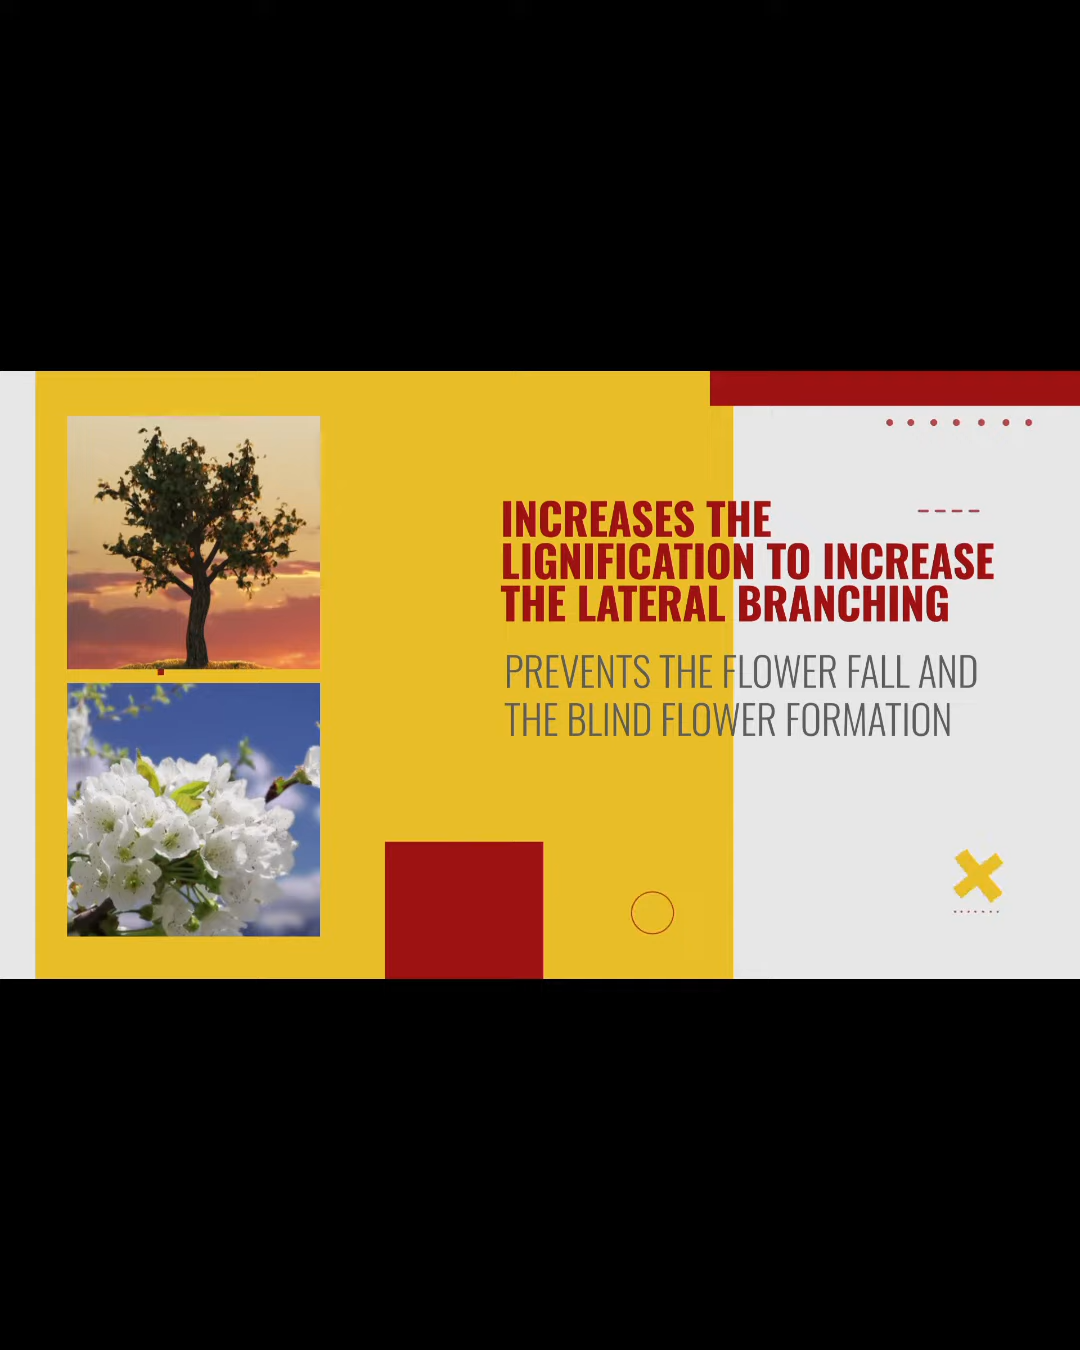 INCREASES THE
LIGNIFICATION TO INCREASE
THE LATERAL BRANCHING
PREVENTS THE FLOWER FALL AND
THE BLIND FLOWER FORMATION